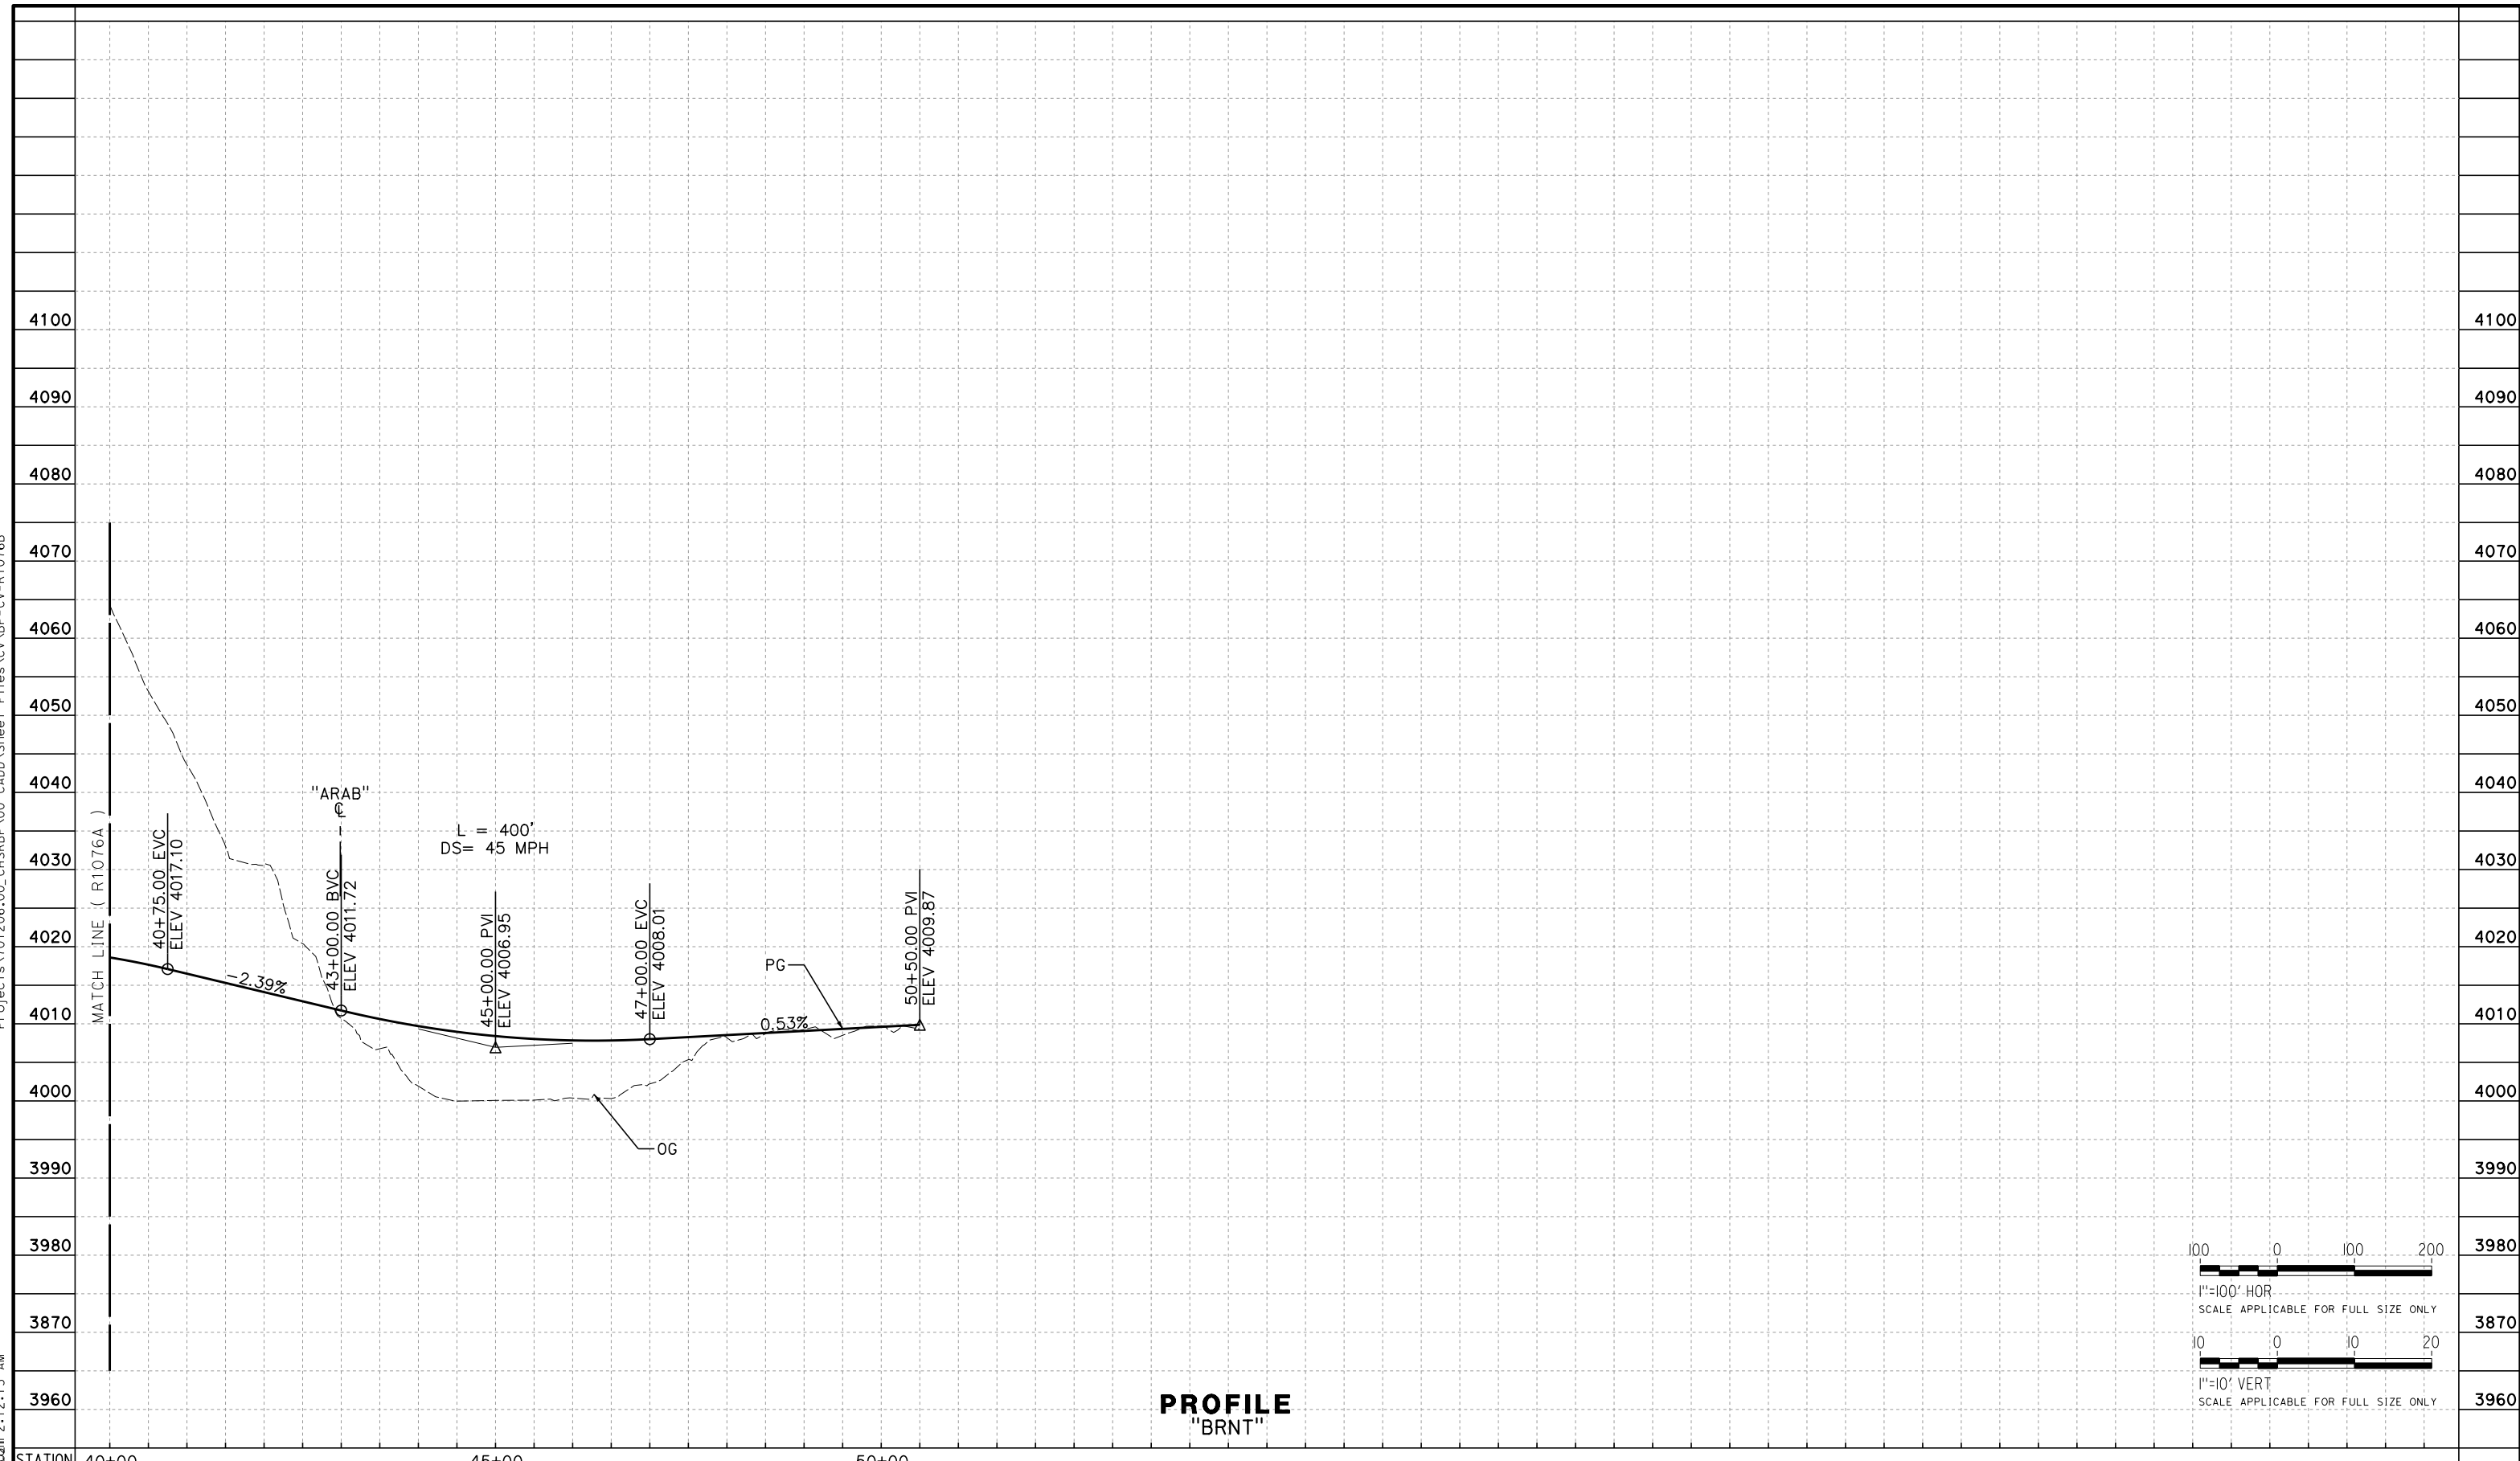 4100 4100
4090 4090
4080 4080
4070 4070
4060 4060
4050 4050
4040 4040
4030 4030
4020 4020
4010 4010
4000 4000
3990 3990
3980 3980
3870 3870
3960 3960
MATCH LINE ( R1076A )
40+75.00 EVC
ELEV 4017.10
-2.39%
"ARAB"
℄
43+00.00 BVC
ELEV 4011.72
L = 400'
DS= 45 MPH
45+00.00 PVI
ELEV 4006.95
47+00.00 EVC
ELEV 4008.01
PG
0.53%
50+50.00 PVI
ELEV 4009.87
OG
100 0 100 200
1"=100' HOR
SCALE APPLICABLE FOR FULL SIZE ONLY
10 0 10 20
1"=10' VERT
SCALE APPLICABLE FOR FULL SIZE ONLY
PROFILE
"BRNT"
STATION 40+00 45+00 50+00